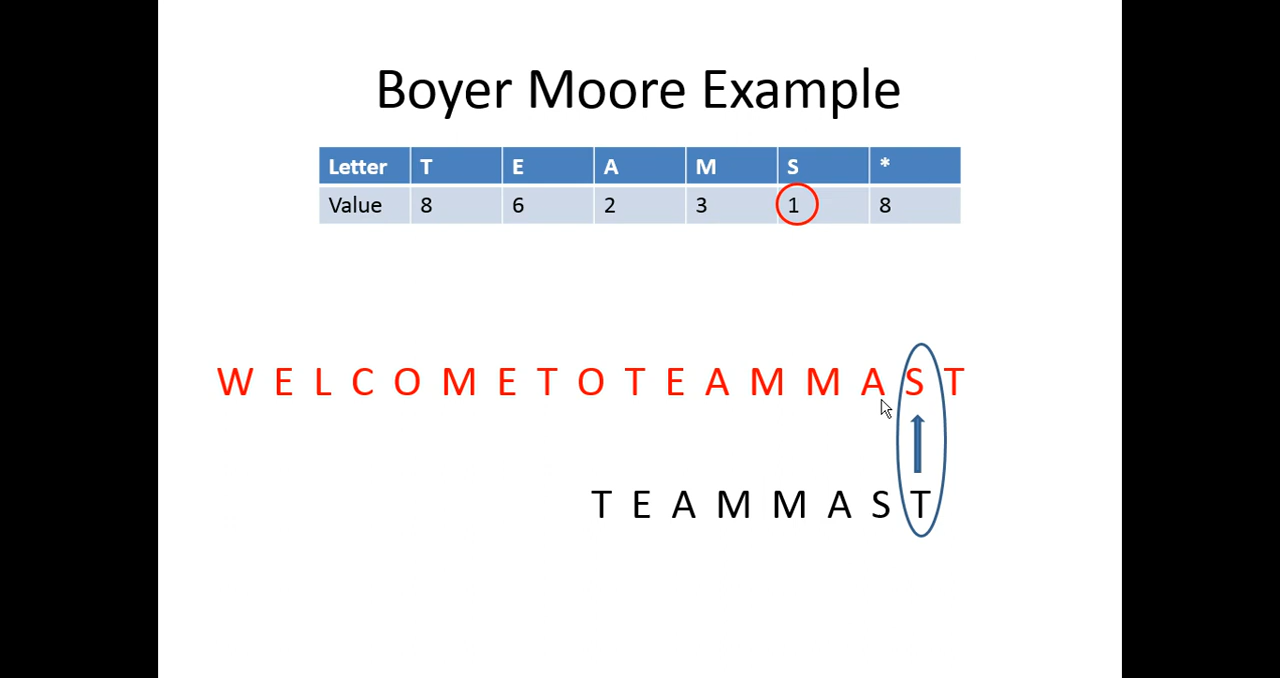 Boyer Moore Example
Letter T E A M S *
Value 8 6 2 3 1 8
W E L C O M E T O T E A M M A S T
T E A M M A S T